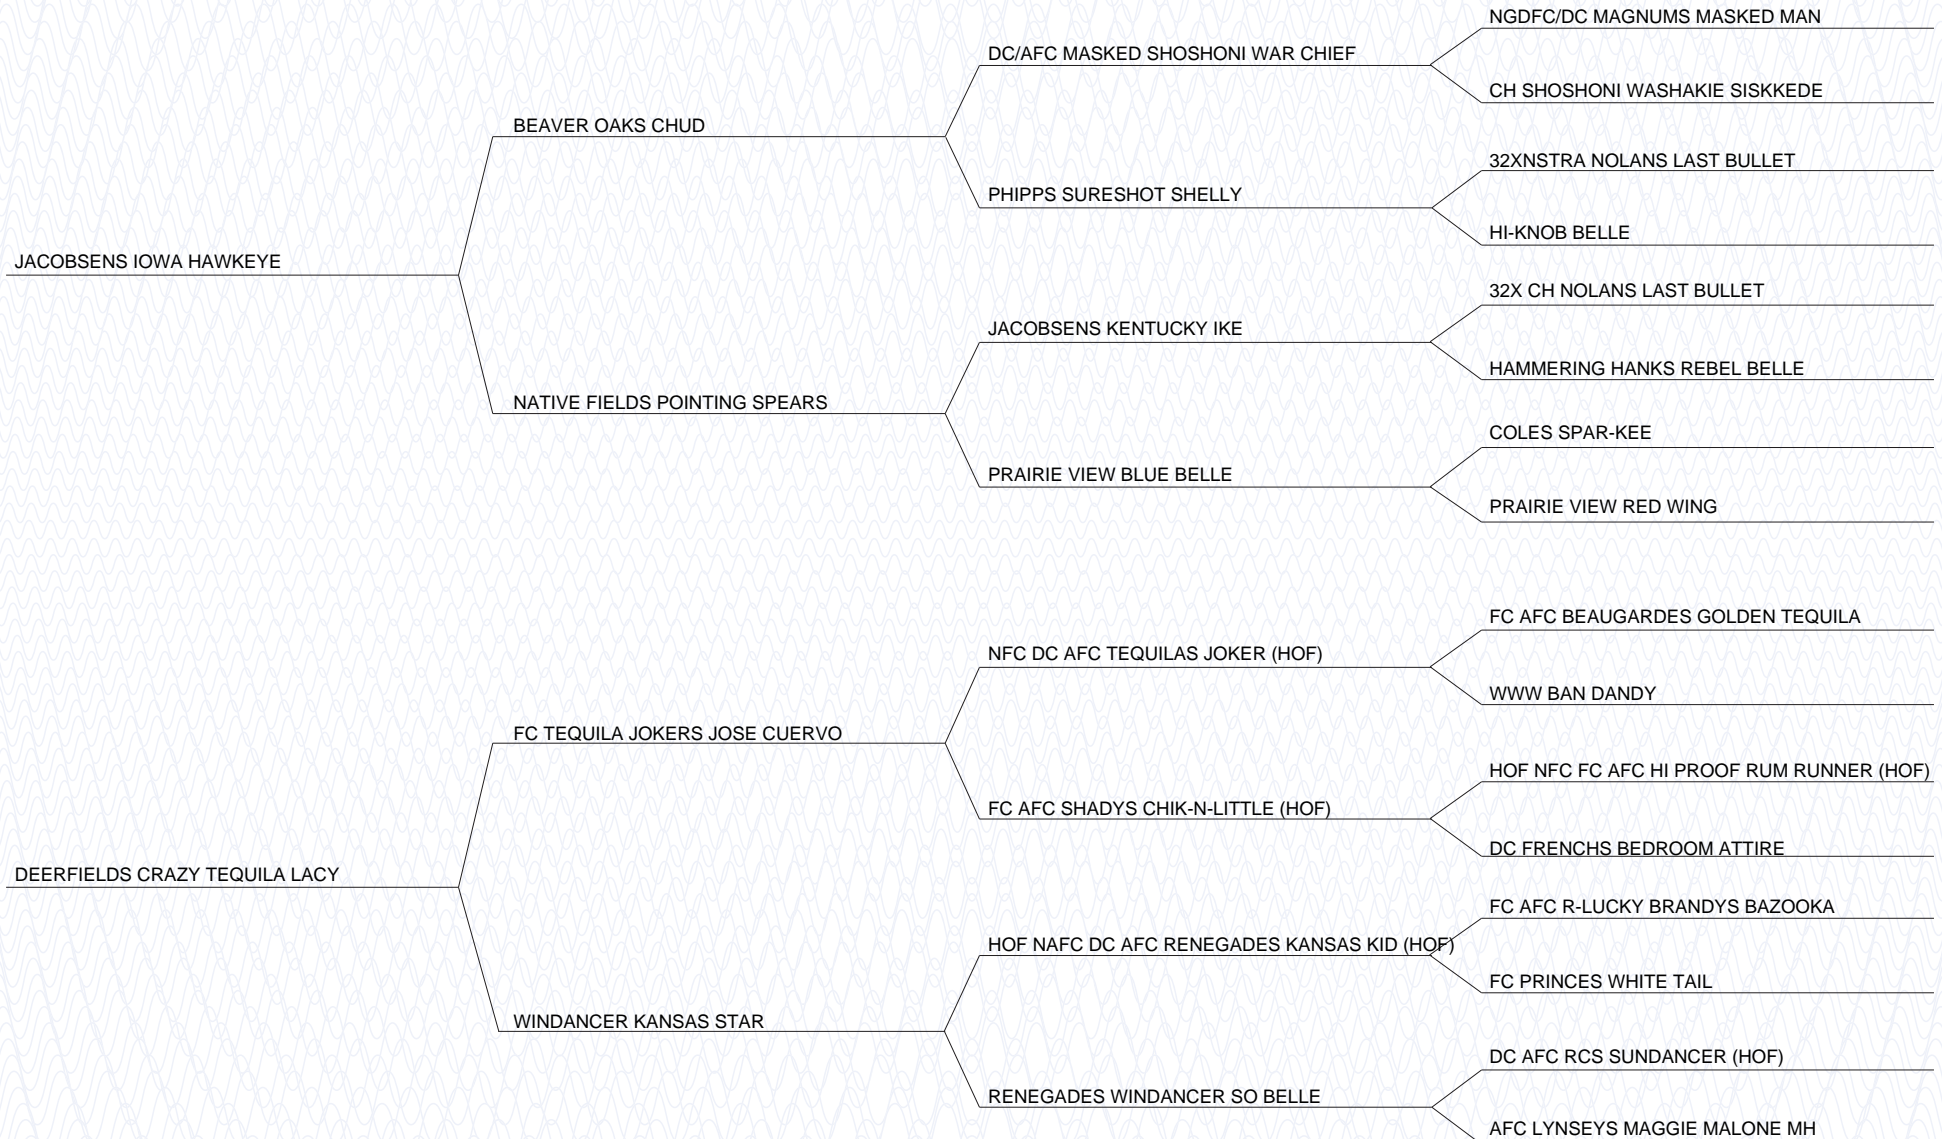 NGDFC/DC MAGNUMS MASKED MAN
DC/AFC MASKED SHOSHONI WAR CHIEF
CH SHOSHONI WASHAKIE SISKKEDE
BEAVER OAKS CHUD
32XNSTRA NOLANS LAST BULLET
PHIPPS SURESHOT SHELLY
HI-KNOB BELLE
JACOBSENS IOWA HAWKEYE
32X CH NOLANS LAST BULLET
JACOBSENS KENTUCKY IKE
HAMMERING HANKS REBEL BELLE
NATIVE FIELDS POINTING SPEARS
COLES SPAR-KEE
PRAIRIE VIEW BLUE BELLE
PRAIRIE VIEW RED WING
FC AFC BEAUGARDES GOLDEN TEQUILA
NFC DC AFC TEQUILAS JOKER (HOF)
WWW BAN DANDY
FC TEQUILA JOKERS JOSE CUERVO
HOF NFC FC AFC HI PROOF RUM RUNNER (HOF)
FC AFC SHADYS CHIK-N-LITTLE (HOF)
DC FRENCHS BEDROOM ATTIRE
DEERFIELDS CRAZY TEQUILA LACY
FC AFC R-LUCKY BRANDYS BAZOOKA
HOF NAFC DC AFC RENEGADES KANSAS KID (HOF)
FC PRINCES WHITE TAIL
WINDANCER KANSAS STAR
DC AFC RCS SUNDANCER (HOF)
RENEGADES WINDANCER SO BELLE
AFC LYNSEYS MAGGIE MALONE MH